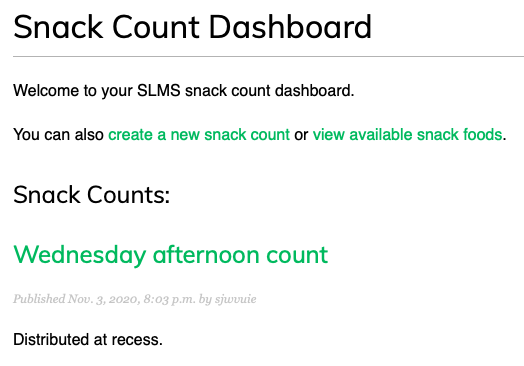 Snack Count Dashboard
Welcome to your SLMS snack count dashboard.
You can also create a new snack count or view available snack foods.
Snack Counts:
Wednesday afternoon count
Published Nov. 3, 2020, 8:03 p.m. by sjwvuie
Distributed at recess.